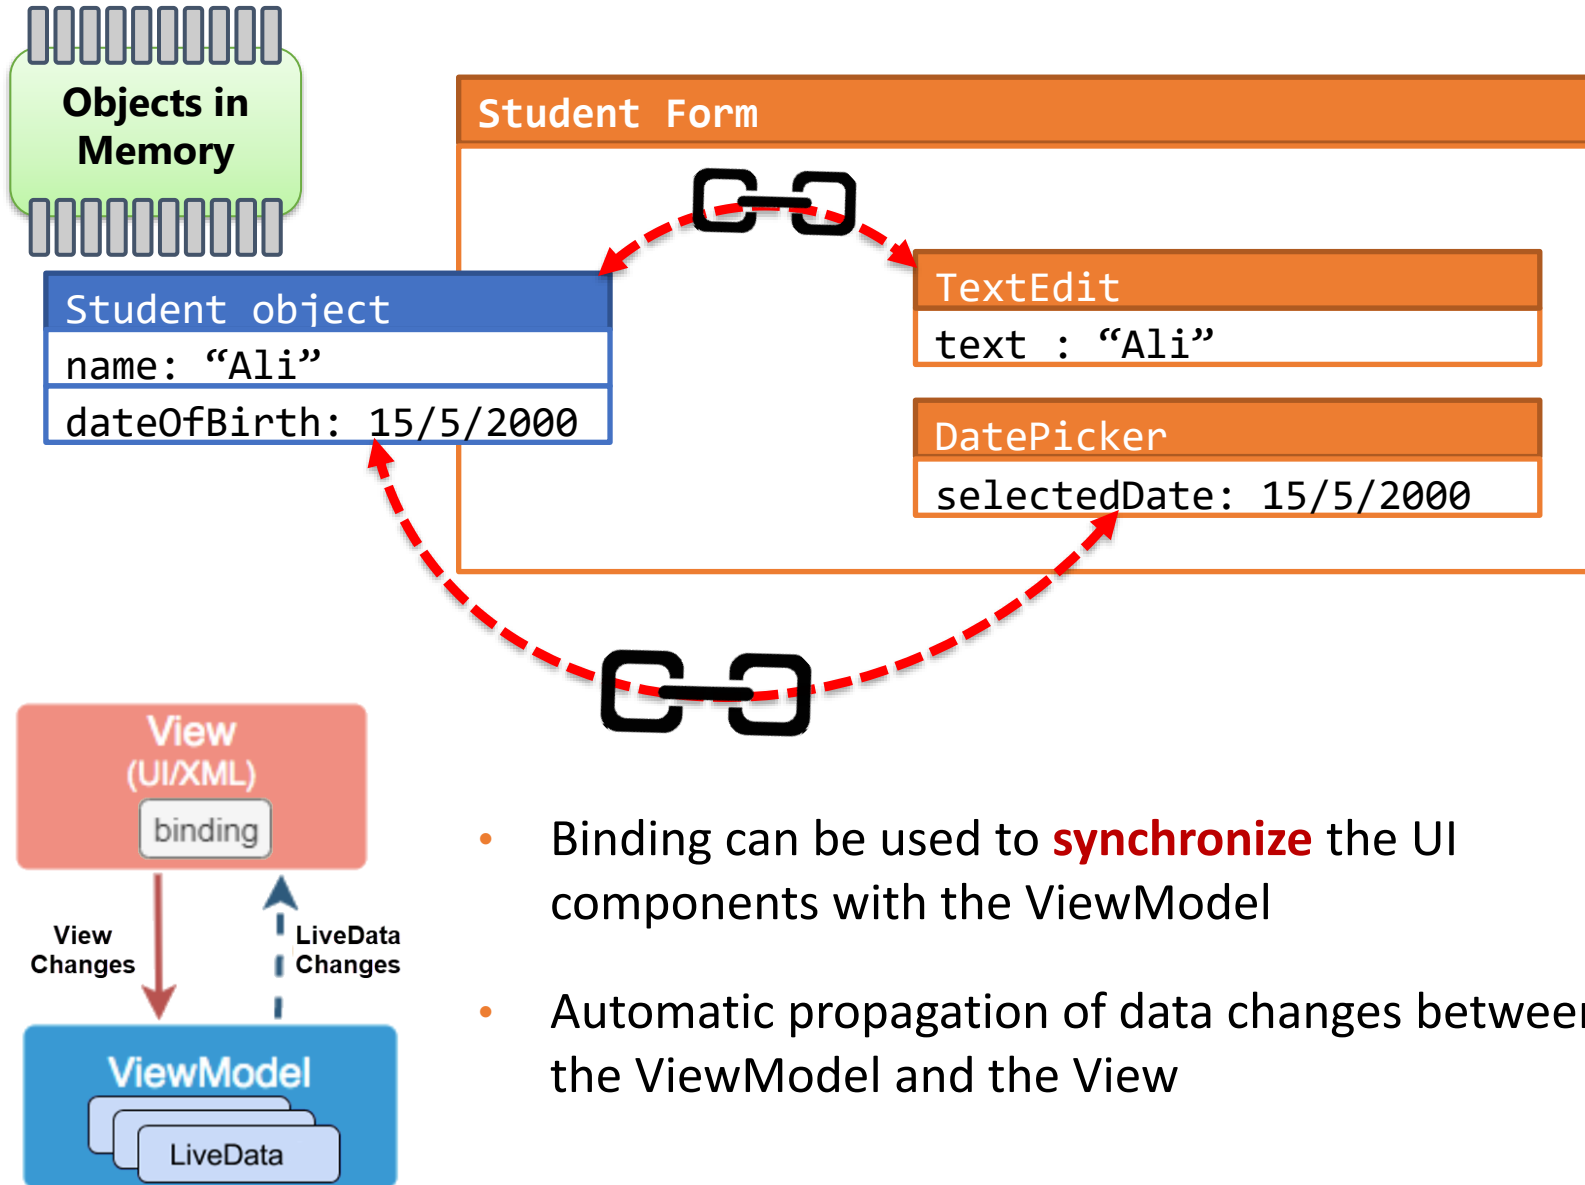 Objects in
Memory
Student Form
Student object
name: “Ali”
dateOfBirth: 15/5/2000
TextEdit
text : “Ali”
DatePicker
selectedDate: 15/5/2000
View
(UI/XML)
binding
View
Changes
LiveData
Changes
ViewModel
LiveData
• Binding can be used to synchronize the UI
components with the ViewModel
• Automatic propagation of data changes between
the ViewModel and the View